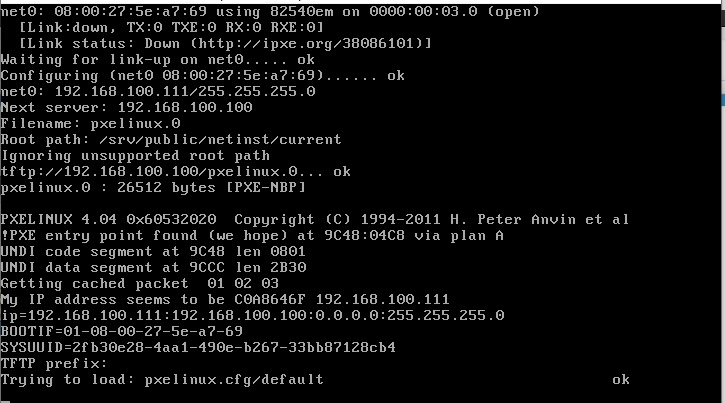 net0: 08:00:27:5e:a7:69 using 82540em on 0000:00:03.0 (open)
[Link:down, TX:0 TXE:0 RX:0 RXE:0]
[Link status: Down (http://ipxe.org/38086101)]
Waiting for link-up on net0..... ok
Configuring (net0 08:00:27:5e:a7:69)...... ok
net0: 192.168.100.111/255.255.255.0
Next server: 192.168.100.100
Filename: pxelinux.0
Root path: /srv/public/netinst/current
Ignoring unsupported root path
tftp://192.168.100.100/pxelinux.0... ok
pxelinux.0 : 26512 bytes [PXE-NBP]
PXELINUX 4.04 0x60532020  Copyright (C) 1994-2011 H. Peter Anvin et al
!PXE entry point found (we hope) at 9C48:04C8 via plan A
UNDI code segment at 9C48 len 0801
UNDI data segment at 9CCC len 2B30
Getting cached packet  01 02 03
My IP address seems to be C0A8646F 192.168.100.111
ip=192.168.100.111:192.168.100.100:0.0.0.0:255.255.255.0
BOOTIF=01-08-00-27-5e-a7-69
SYSUUID=2fb30e28-4aa1-490e-b267-33bb87128cb4
TFTP prefix:
Trying to load: pxelinux.cfg/default ok